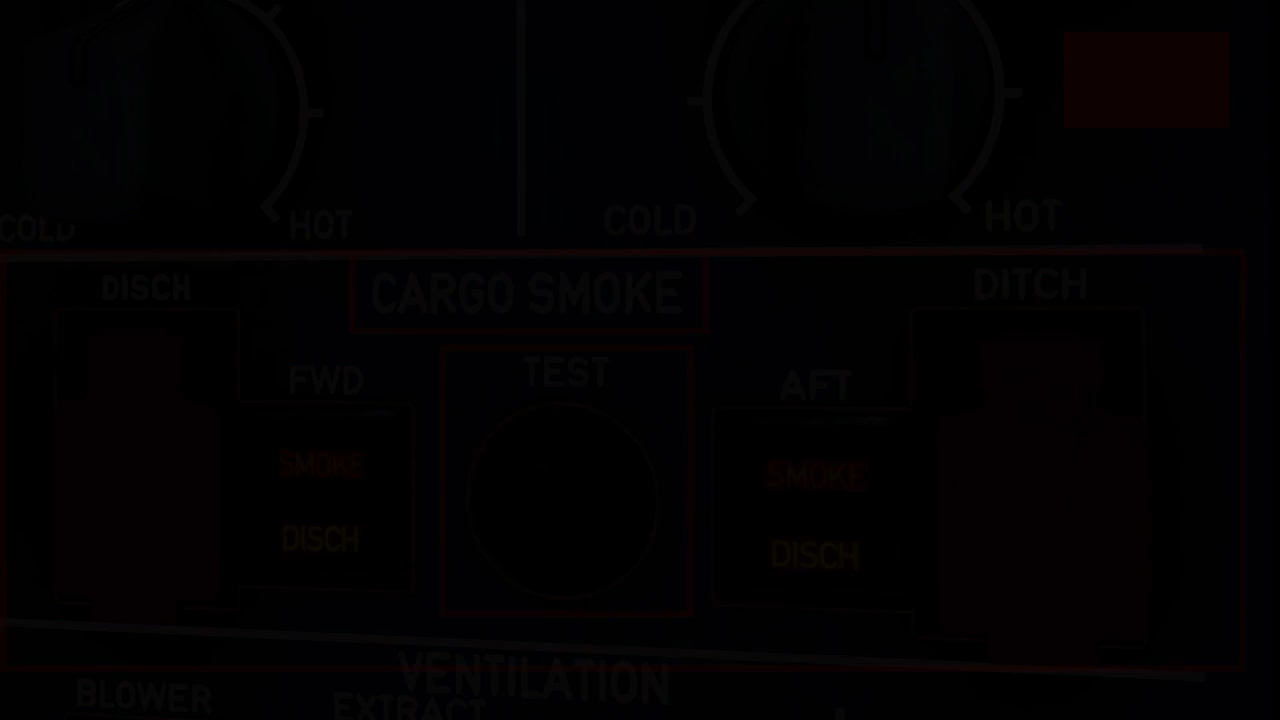 COLD HOT COLD HOT
DISCH CARGO SMOKE DITCH
FWD TEST AFT
SMOKE SMOKE
DISCH DISCH
VENTILATION
BLOWER EXTRACT